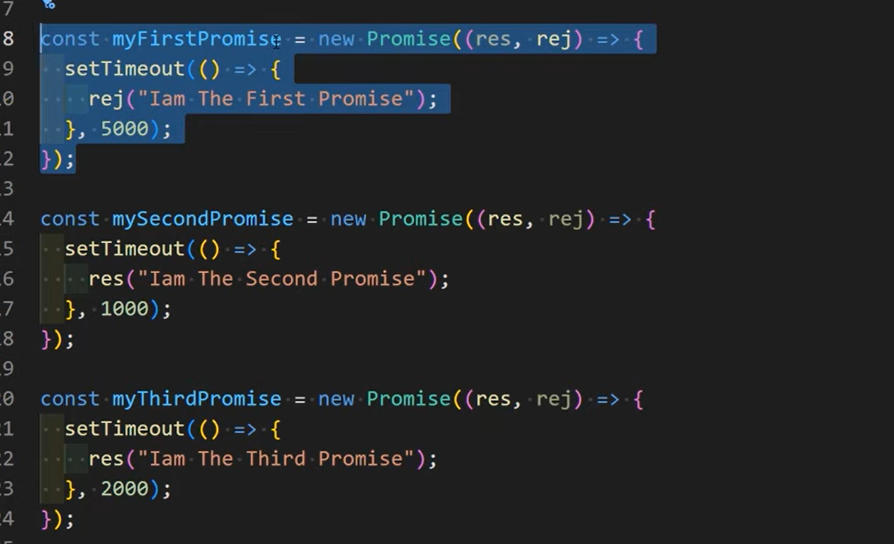 7
8 const myFirstPromise = new Promise((res, rej) => {
9 setTimeout(() => {
10 rej("Iam The First Promise");
11 }, 5000);
12 });
13
14 const mySecondPromise = new Promise((res, rej) => {
15 setTimeout(() => {
16 res("Iam The Second Promise");
17 }, 1000);
18 });
19
20 const myThirdPromise = new Promise((res, rej) => {
21 setTimeout(() => {
22 res("Iam The Third Promise");
23 }, 2000);
24 });